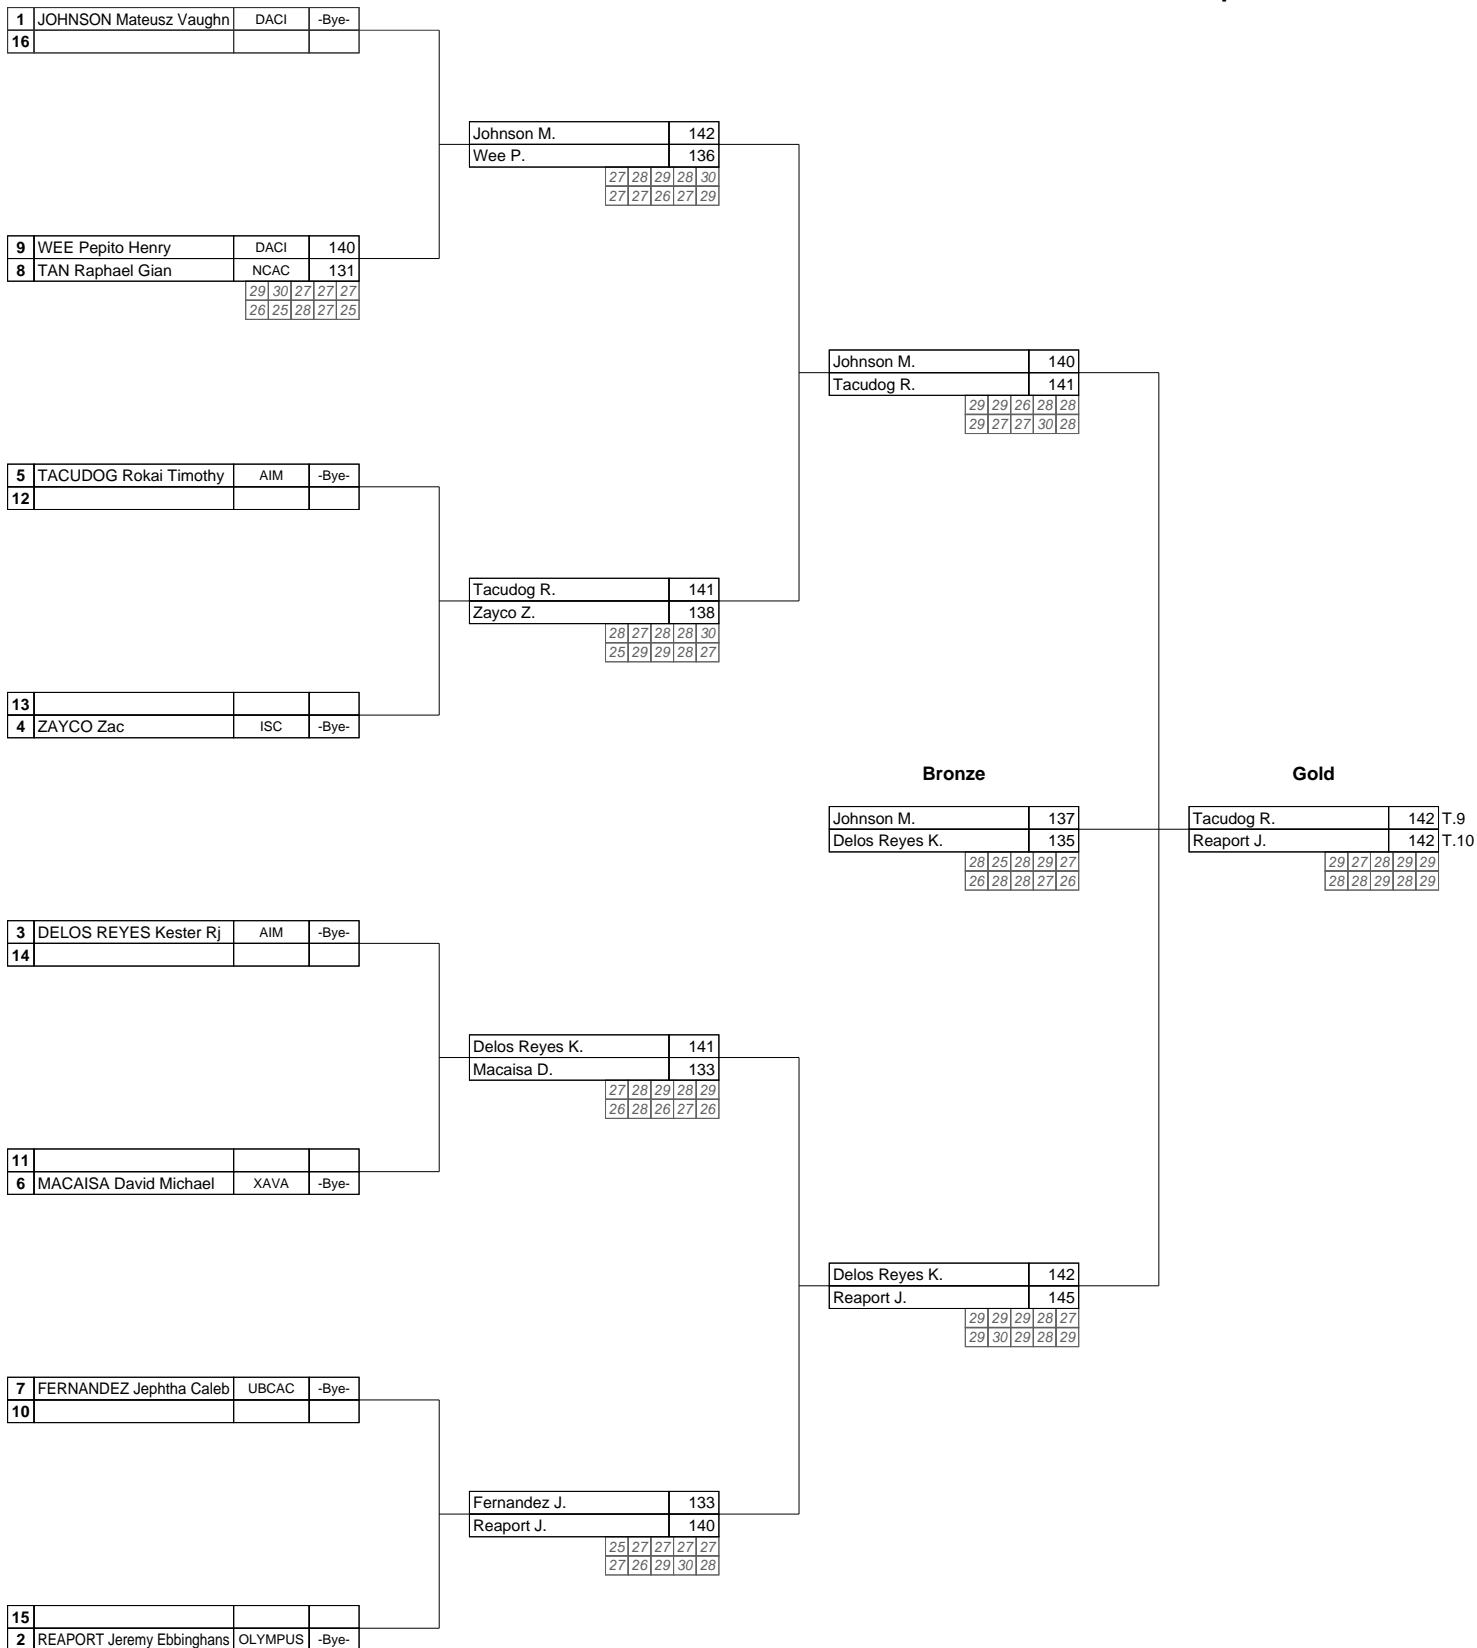 1 JOHNSON Mateusz Vaughn DACI -Bye-
16
Johnson M. 142
Wee P. 136
27 28 29 28 30
27 27 26 27 29
9 WEE Pepito Henry DACI 140
8 TAN Raphael Gian NCAC 131
29 30 27 27 27
26 25 28 27 25
Johnson M. 140
Tacudog R. 141
29 29 26 28 28
29 27 27 30 28
5 TACUDOG Rokai Timothy AIM -Bye-
12
Tacudog R. 141
Zayco Z. 138
28 27 28 28 30
25 29 29 28 27
13
4 ZAYCO Zac ISC -Bye-
Bronze
Johnson M. 137
Delos Reyes K. 135
28 25 28 29 27
26 28 28 27 26
Gold
Tacudog R. 142 T.9
Reaport J. 142 T.10
29 27 28 29 29
28 28 29 28 29
3 DELOS REYES Kester Rj AIM -Bye-
14
Delos Reyes K. 141
Macaisa D. 133
27 28 29 28 29
26 28 26 27 26
11
6 MACAISA David Michael XAVA -Bye-
Delos Reyes K. 142
Reaport J. 145
29 29 29 28 27
29 30 29 28 29
7 FERNANDEZ Jephtha Caleb UBCAC -Bye-
10
Fernandez J. 133
Reaport J. 140
25 27 27 27 27
27 26 29 30 28
15
2 REAPORT Jeremy Ebbinghans OLYMPUS -Bye-